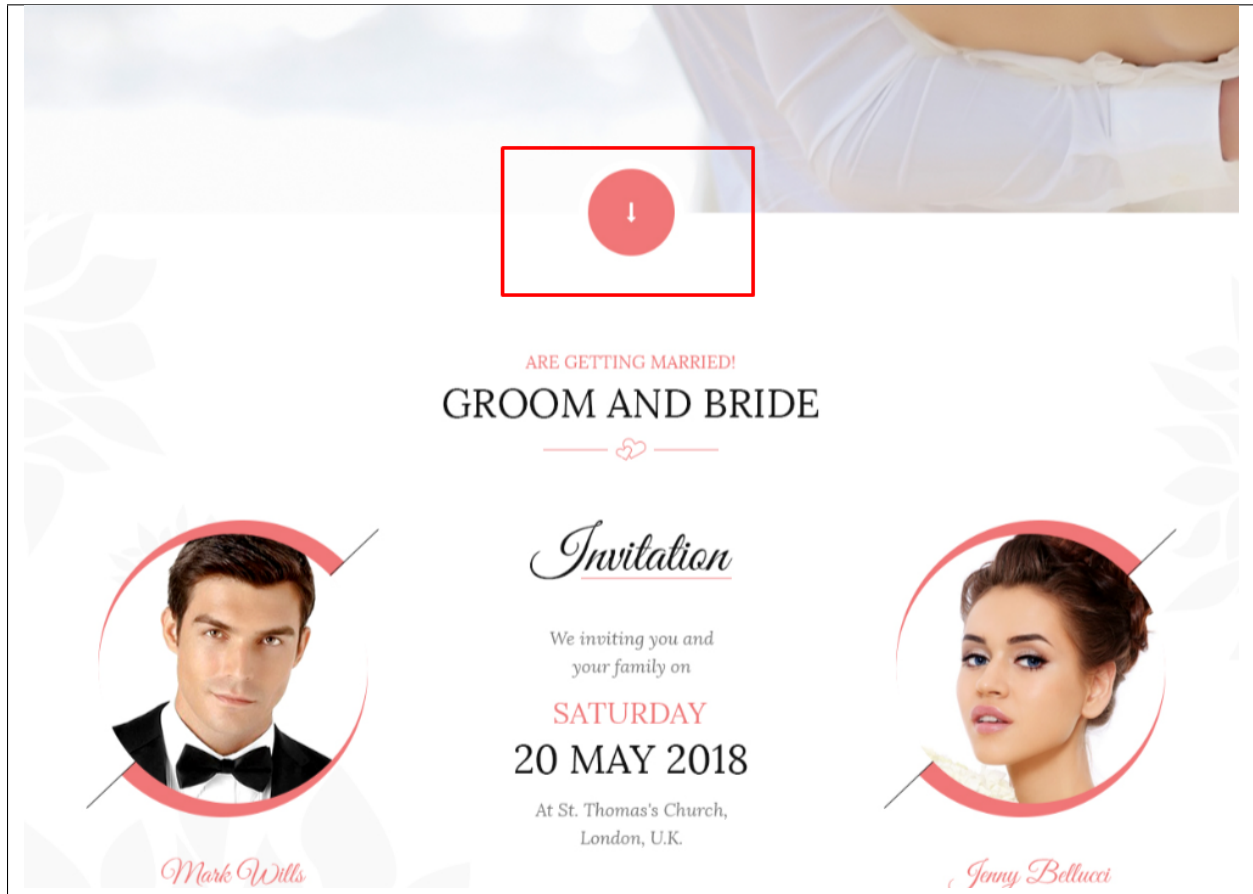 ARE GETTING MARRIED!
GROOM AND BRIDE
Invitation
We inviting you and
your family on
SATURDAY
20 MAY 2018
At St. Thomas's Church,
London, U.K.
Mark Wills
Jenny Bellucci